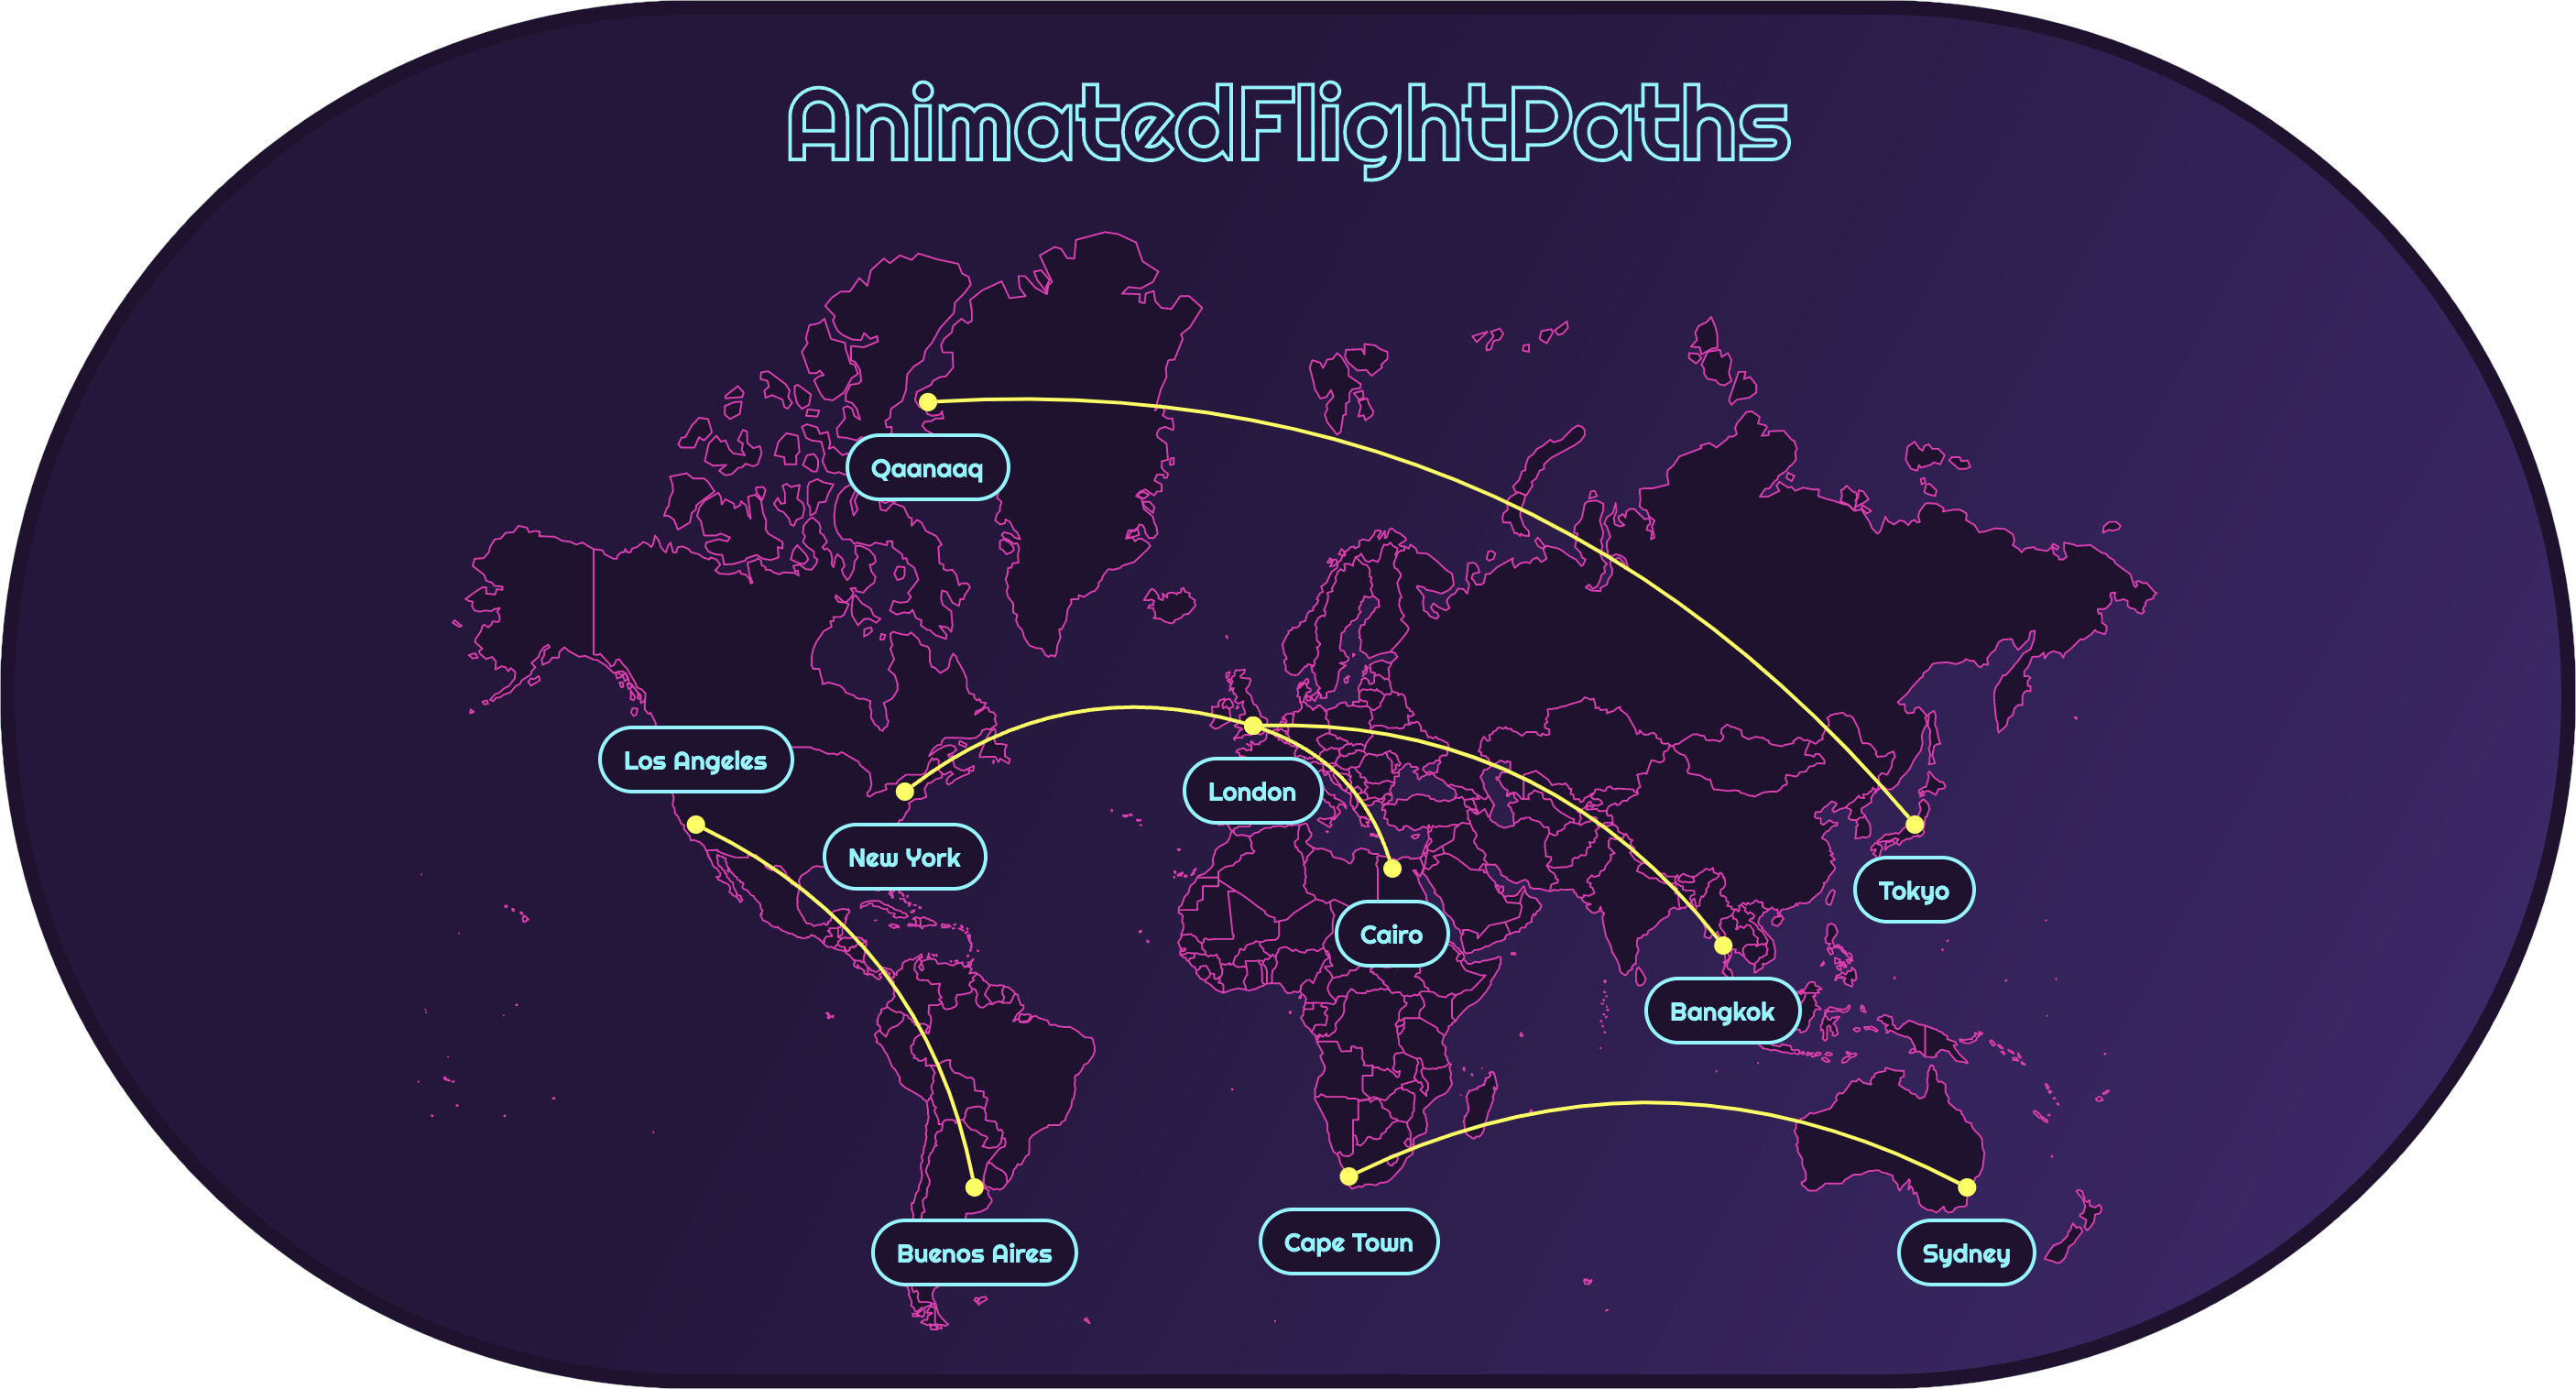 AnimatedFlightPaths
Qaanaaq
Los Angeles
London
New York
Tokyo
Cairo
Bangkok
Cape Town
Buenos Aires
Sydney